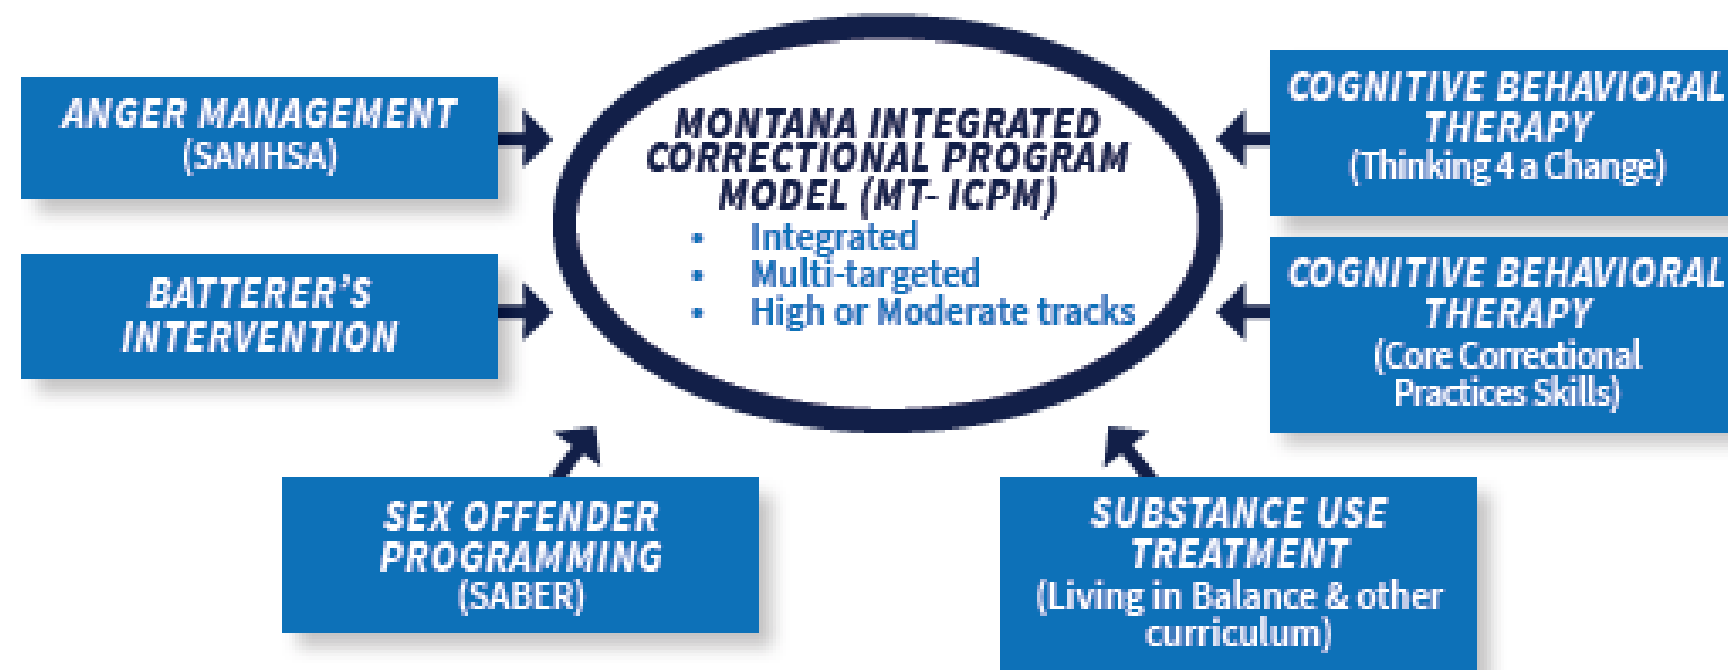 ANGER MANAGEMENT
(SAMHSA)
BATTERER’S
INTERVENTION
MONTANA INTEGRATED
CORRECTIONAL PROGRAM
MODEL (MT- ICPM)
• Integrated
• Multi-targeted
• High or Moderate tracks
COGNITIVE BEHAVIORAL
THERAPY
(Thinking 4 a Change)
COGNITIVE BEHAVIORAL
THERAPY
(Core Correctional
Practices Skills)
SEX OFFENDER
PROGRAMMING
(SABER)
SUBSTANCE USE
TREATMENT
(Living in Balance & other
curriculum)